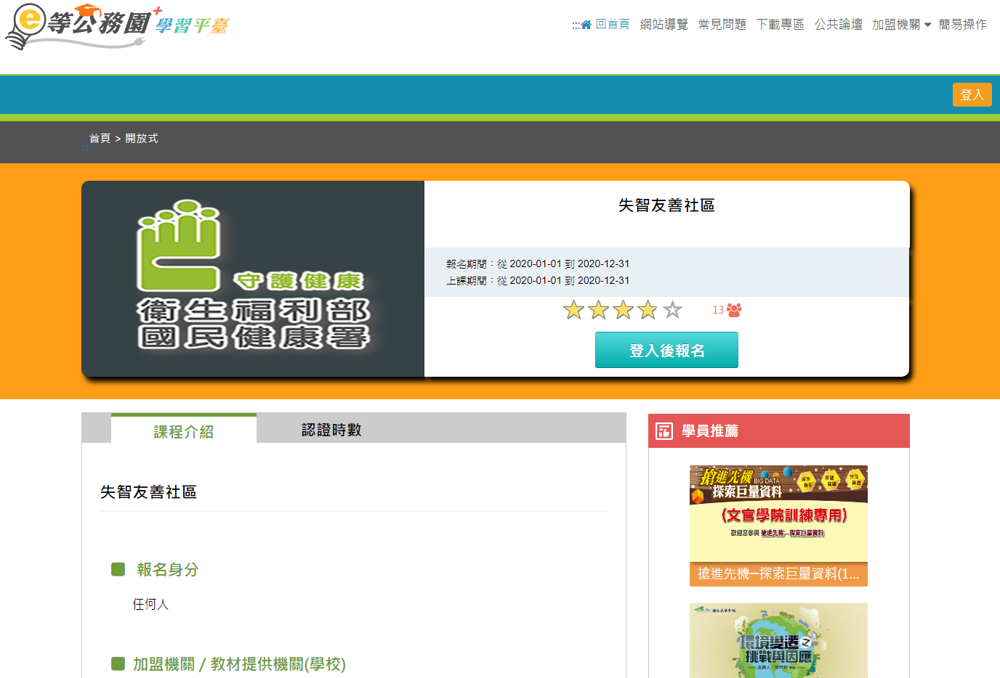 e等公務園+學習平臺
:::回首頁 網站導覽 常見問題 下載專區 公共論壇 加盟機關 簡易操作
登入
首頁 > 開放式
:::
守護健康
衛生福利部
國民健康署
失智友善社區
報名期間：從 2020-01-01 到 2020-12-31
上課期間：從 2020-01-01 到 2020-12-31
13
登入後報名
課程介紹
認證時數
失智友善社區
報名身分
任何人
加盟機關 / 教材提供機關(學校)
學員推薦
搶進先機
BIG DATA
探索巨量資料
(文官學院訓練專用)
歡迎您參與 搶進先機─探索巨量資料
搶進先機─探索巨量資料(1...
環境變遷之
挑戰與因應